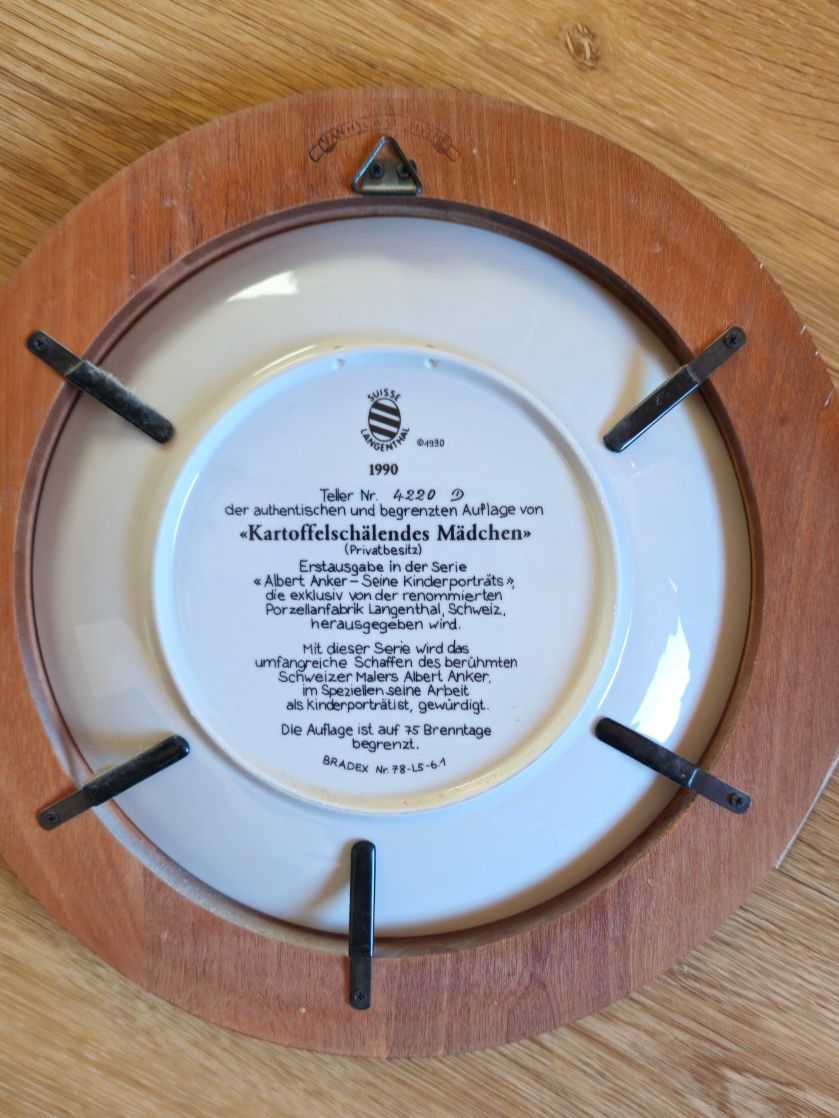 SUISSE
LANGENTHAL
©1990
1990
Teller Nr. 4220 D
der authentischen und begrenzten Auflage von
«Kartoffelschälendes Mädchen»
(Privatbesitz)
Erstausgabe in der Serie
«Albert Anker – Seine Kinderporträts»,
die exklusiv von der renommierten
Porzellanfabrik Langenthal, Schweiz,
herausgegeben wird.
Mit dieser Serie wird das
umfangreiche Schaffen des berühmten
Schweizer Malers Albert Anker,
im Speziellen seine Arbeit
als Kinderporträtist, gewürdigt.
Die Auflage ist auf 75 Brenntage
begrenzt.
BRADEX Nr. 78-L5-6.1